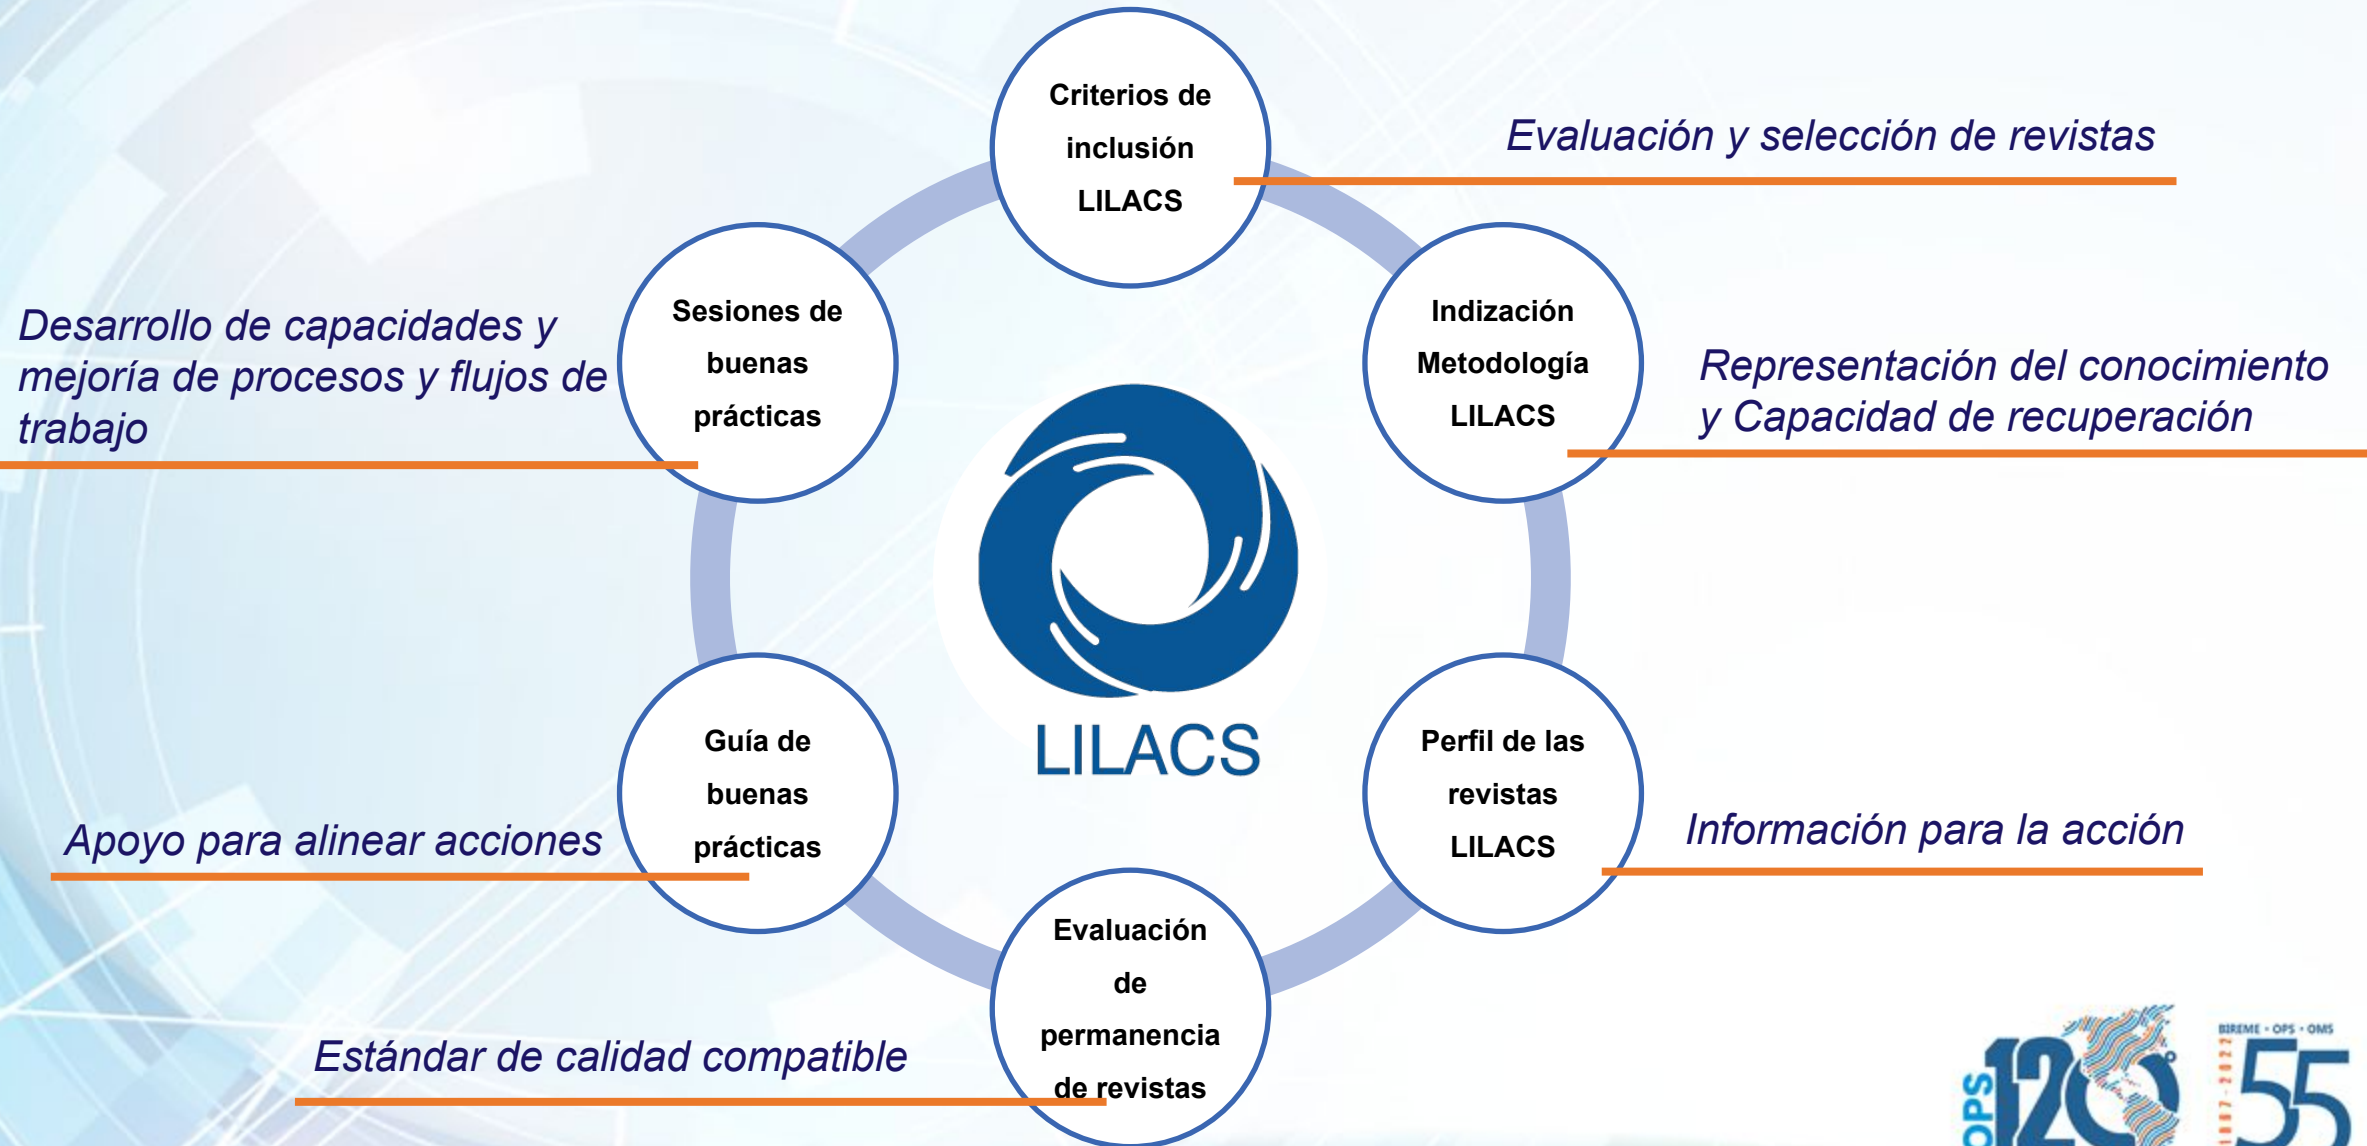 Criterios de
inclusión
LILACS
Evaluación y selección de revistas
Indización
Metodología
LILACS
Representación del conocimiento
y Capacidad de recuperación
Perfil de las
revistas
LILACS
Información para la acción
Evaluación
de
permanencia
de revistas
Estándar de calidad compatible
Guía de
buenas
prácticas
Apoyo para alinear acciones
Sesiones de
buenas
prácticas
Desarrollo de capacidades y
mejoría de procesos y flujos de
trabajo
LILACS
OPS
120
BIREME • OPS • OMS
1967 - 2022
55